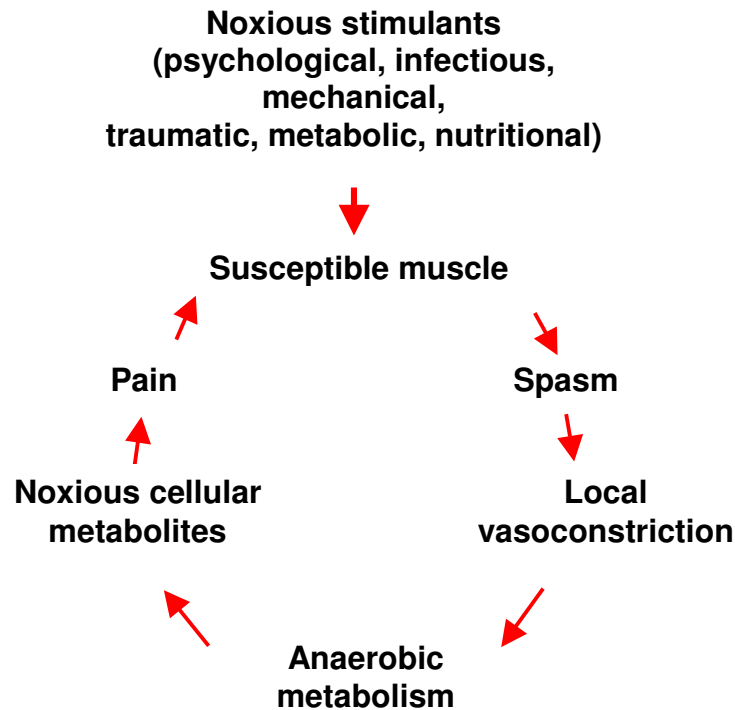 Noxious stimulants
(psychological, infectious,
mechanical,
traumatic, metabolic, nutritional)
Susceptible muscle
Pain
Spasm
Noxious cellular
metabolites
Local
vasoconstriction
Anaerobic
metabolism